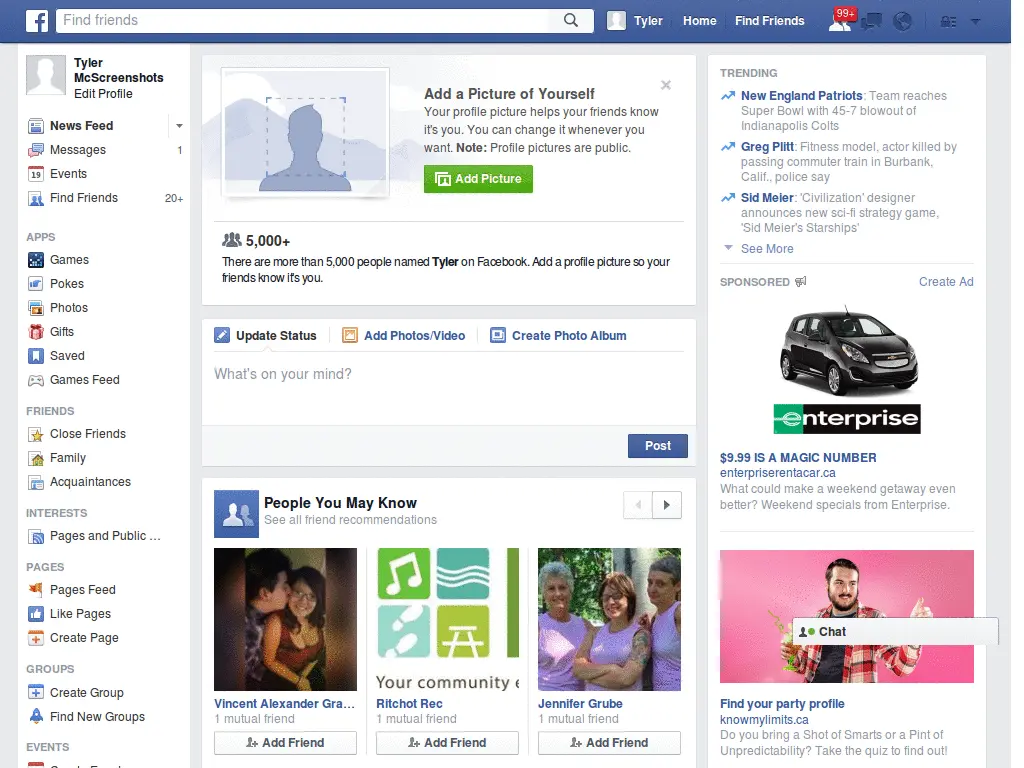 Find friends
Tyler
Home
Find Friends
99+
Tyler
McScreenshots
Edit Profile
News Feed
Messages
1
19
Events
Find Friends
20+
APPS
Games
Pokes
Photos
Gifts
Saved
Games Feed
FRIENDS
Close Friends
Family
Acquaintances
INTERESTS
Pages and Public ...
PAGES
Pages Feed
Like Pages
Create Page
GROUPS
Create Group
Find New Groups
EVENTS
Add a Picture of Yourself
Your profile picture helps your friends know
it's you. You can change it whenever you
want. Note: Profile pictures are public.
Add Picture
5,000+
There are more than 5,000 people named Tyler on Facebook. Add a profile picture so your
friends know it's you.
Update Status
Add Photos/Video
Create Photo Album
What's on your mind?
Post
People You May Know
See all friend recommendations
Your community
Vincent Alexander Gra...
1 mutual friend
Add Friend
Ritchot Rec
1 mutual friend
Add Friend
Jennifer Grube
1 mutual friend
Add Friend
TRENDING
New England Patriots: Team reaches
Super Bowl with 45-7 blowout of
Indianapolis Colts
Greg Plitt: Fitness model, actor killed by
passing commuter train in Burbank,
Calif., police say
Sid Meier: 'Civilization' designer
announces new sci-fi strategy game,
'Sid Meier's Starships'
See More
SPONSORED
Create Ad
enterprise
$9.99 IS A MAGIC NUMBER
enterpriserentacar.ca
What could make a weekend getaway even
better? Weekend specials from Enterprise.
Chat
Find your party profile
knowmylimits.ca
Do you bring a Shot of Smarts or a Pint of
Unpredictability? Take the quiz to find out!